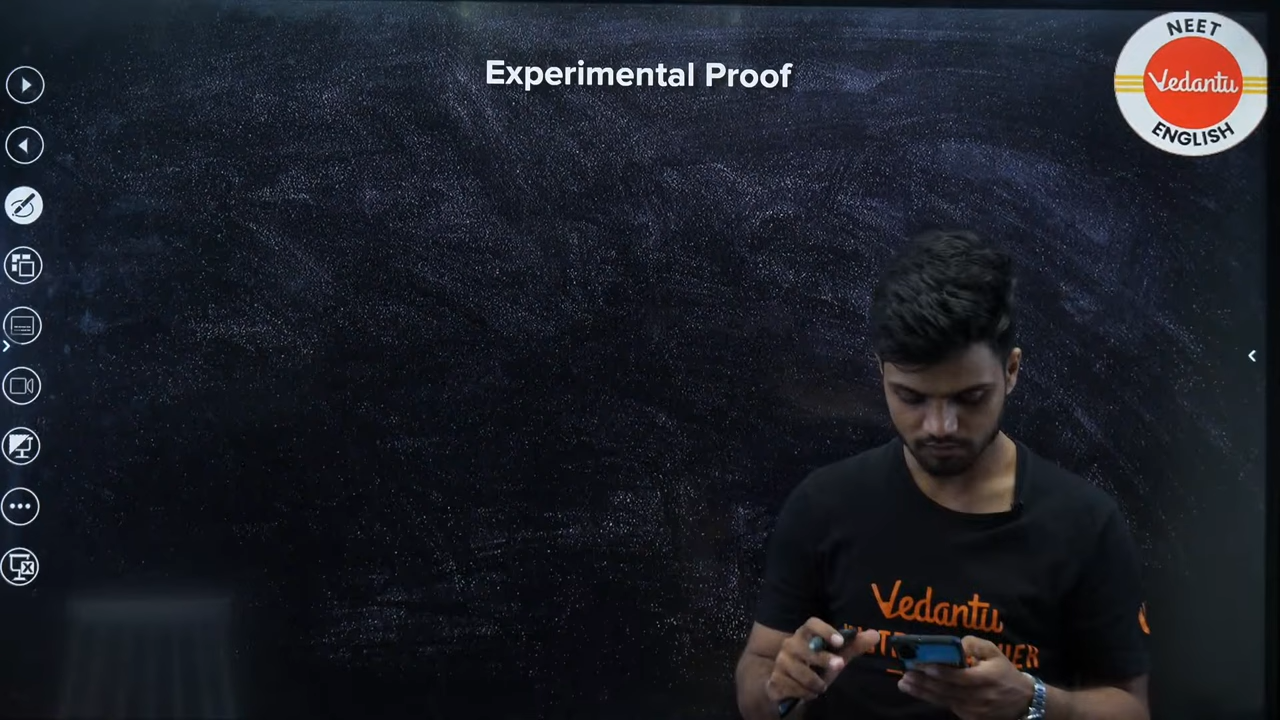 Experimental Proof
NEET
Vedantu
ENGLISH
Vedantu